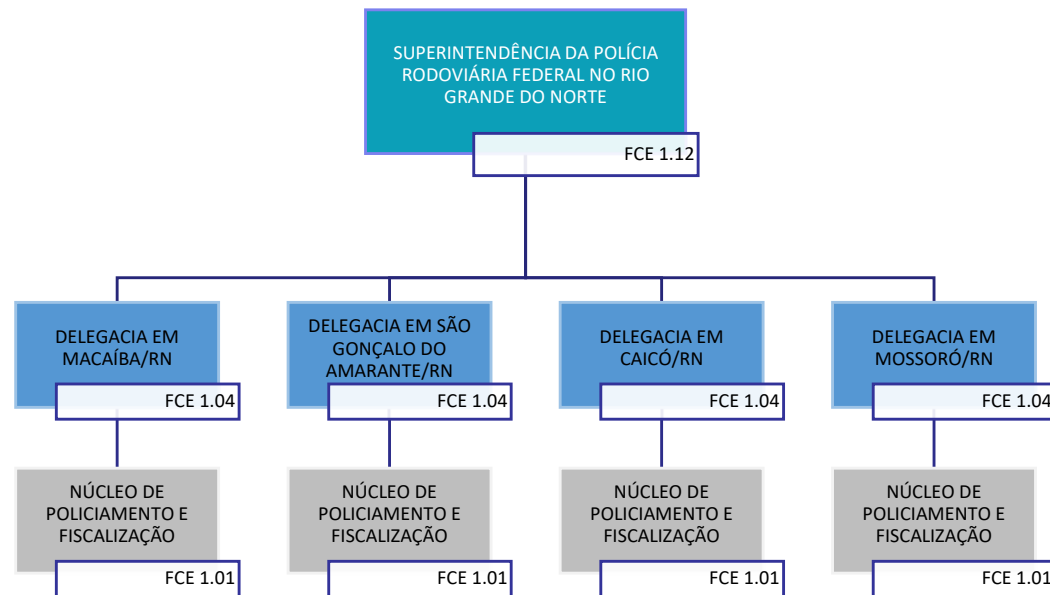 SUPERINTENDÊNCIA DA POLÍCIA
RODOVIÁRIA FEDERAL NO RIO
GRANDE DO NORTE
FCE 1.12
DELEGACIA EM
MACAÍBA/RN
FCE 1.04
DELEGACIA EM SÃO
GONÇALO DO
AMARANTE/RN
FCE 1.04
DELEGACIA EM
CAICÓ/RN
FCE 1.04
DELEGACIA EM
MOSSORÓ/RN
FCE 1.04
NÚCLEO DE
POLICIAMENTO E
FISCALIZAÇÃO
FCE 1.01
NÚCLEO DE
POLICIAMENTO E
FISCALIZAÇÃO
FCE 1.01
NÚCLEO DE
POLICIAMENTO E
FISCALIZAÇÃO
FCE 1.01
NÚCLEO DE
POLICIAMENTO E
FISCALIZAÇÃO
FCE 1.01